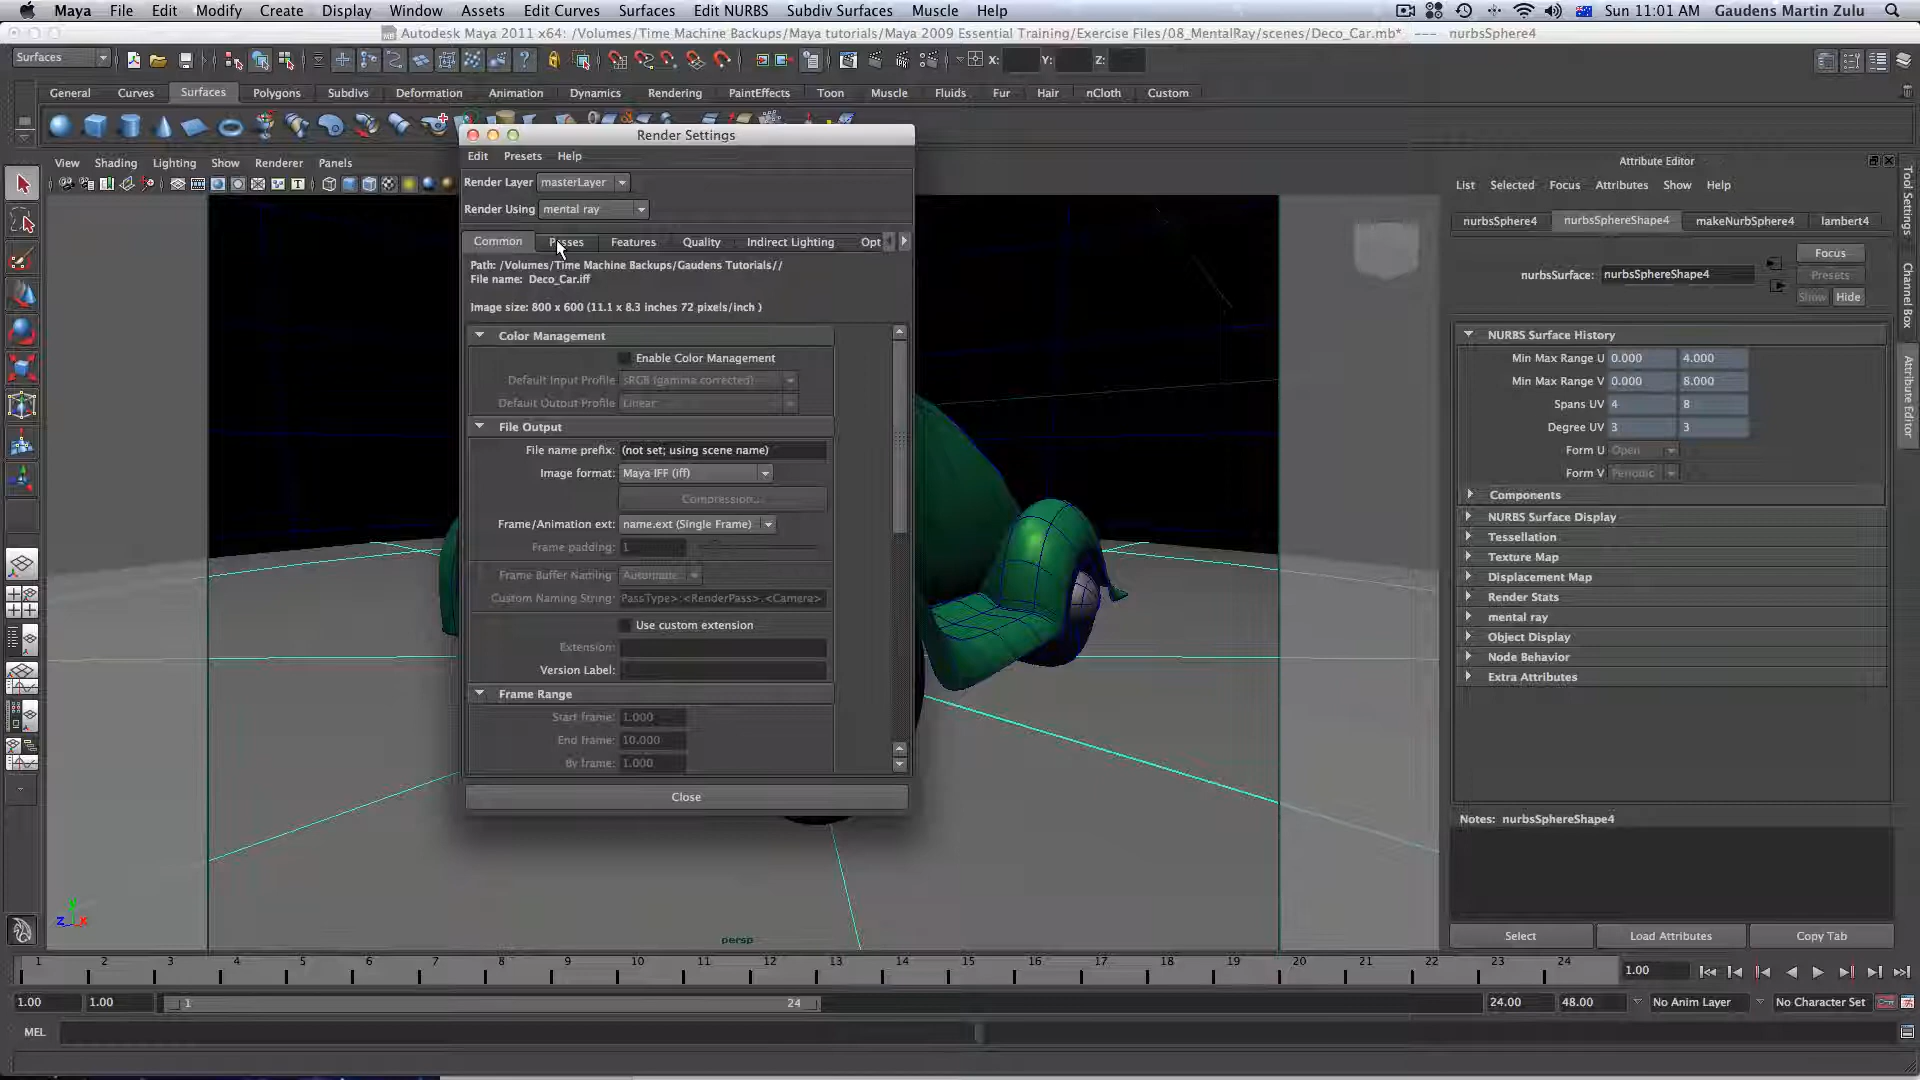 Maya File Edit Modify Create Display Window Assets Edit Curves Surfaces Edit NURBS Subdiv Surfaces Muscle Help Sun 11:01 AM Gaudens Martin Zulu
Autodesk Maya 2011 x64: /Volumes/Time Machine Backups/Maya tutorials/Maya 2009 Essential Training/Exercise Files/08_MentalRay/scenes/Deco_Car.mb* --- nurbsSphere4
Surfaces X: Y: Z:
General Curves Surfaces Polygons Subdivs Deformation Animation Dynamics Rendering PaintEffects Toon Muscle Fluids Fur Hair nCloth Custom
View Shading Lighting Show Renderer Panels
Render Settings
Edit Presets Help
Render Layer masterLayer
Render Using mental ray
Common Passes Features Quality Indirect Lighting Opt
Path: /Volumes/Time Machine Backups/Gaudens Tutorials//
File name: Deco_Car.iff
Image size: 800 x 600 (11.1 x 8.3 inches 72 pixels/inch )
Color Management
Enable Color Management
Default Input Profile sRGB (gamma corrected)
Default Output Profile Linear
File Output
File name prefix: (not set; using scene name)
Image format: Maya IFF (iff)
Compression...
Frame/Animation ext: name.ext (Single Frame)
Frame padding: 1
Frame Buffer Naming: Automatic
Custom Naming String: PassType>:<RenderPass>.<Camera>
Use custom extension
Extension:
Version Label:
Frame Range
Start frame: 1.000
End frame: 10.000
By frame: 1.000
Close
persp
y
z x
Attribute Editor
List Selected Focus Attributes Show Help
nurbsSphere4 nurbsSphereShape4 makeNurbSphere4 lambert4
Focus
nurbsSurface: nurbsSphereShape4 Presets
Show Hide
NURBS Surface History
Min Max Range U 0.000 4.000
Min Max Range V 0.000 8.000
Spans UV 4 8
Degree UV 3 3
Form U Open
Form V Periodic
Components
NURBS Surface Display
Tessellation
Texture Map
Displacement Map
Render Stats
mental ray
Object Display
Node Behavior
Extra Attributes
Notes: nurbsSphereShape4
Select Load Attributes Copy Tab
Tool Settings
Channel Box
Attribute Editor
1 2 3 4 5 6 7 8 9 10 11 12 13 14 15 16 17 18 19 20 21 22 23 24 1.00
1.00 1.00 1 24 24.00 48.00 No Anim Layer No Character Set
MEL